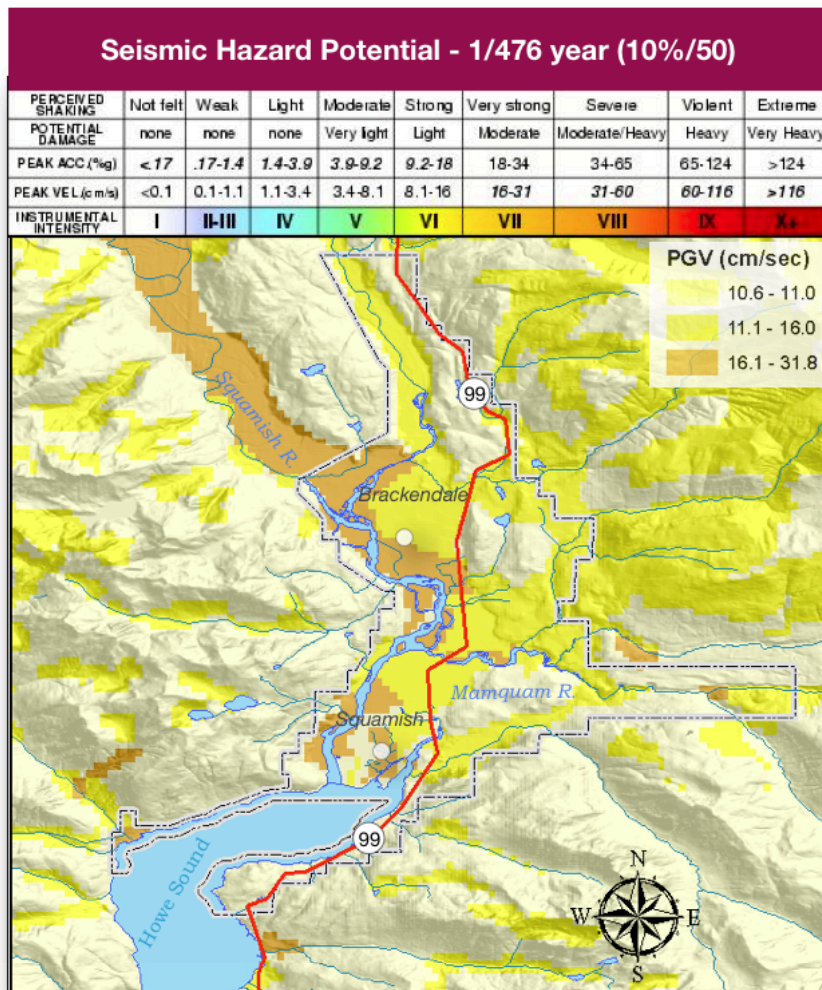 Seismic Hazard Potential - 1/476 year (10%/50)
PERCEIVED SHAKING Not felt Weak Light Moderate Strong Very strong Severe Violent Extreme
POTENTIAL DAMAGE none none none Very light Light Moderate Moderate/Heavy Heavy Very Heavy
PEAK ACC.(%g) <.17 .17-1.4 1.4-3.9 3.9-9.2 9.2-18 18-34 34-65 65-124 >124
PEAK VEL.(cm/s) <0.1 0.1-1.1 1.1-3.4 3.4-8.1 8.1-16 16-31 31-60 60-116 >116
INSTRUMENTAL INTENSITY I II-III IV V VI VII VIII IX X+
PGV (cm/sec)
10.6 - 11.0
11.1 - 16.0
16.1 - 31.8
Squamish R.
99
Brackendale
Mamquam R.
Squamish
99
Howe Sound
N
W E
S